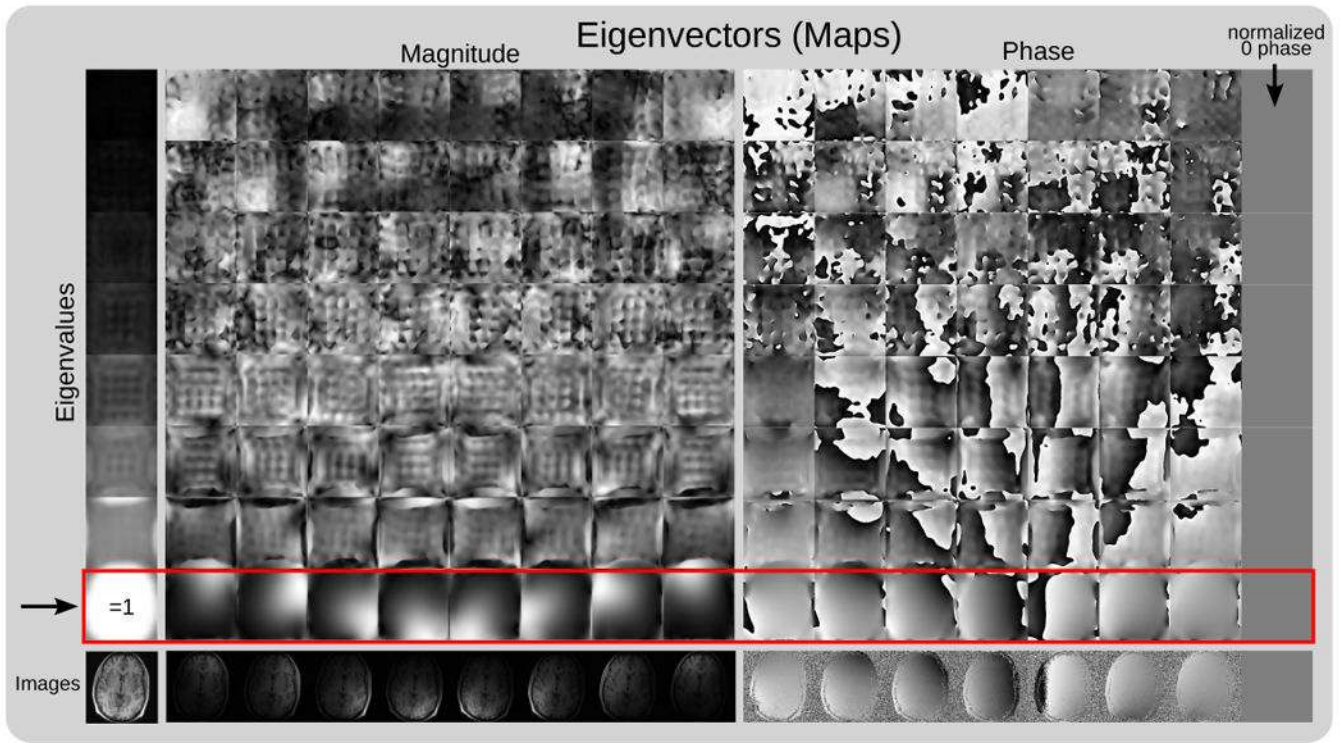 Eigenvectors (Maps)
Magnitude
Phase
normalized
0 phase
Eigenvalues
=1
Images